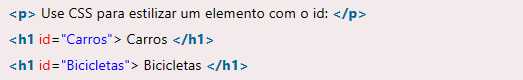 <p> Use CSS para estilizar um elemento com o id: </p>
<h1 id="Carros"> Carros </h1>
<h1 id="Bicicletas"> Bicicletas </h1>